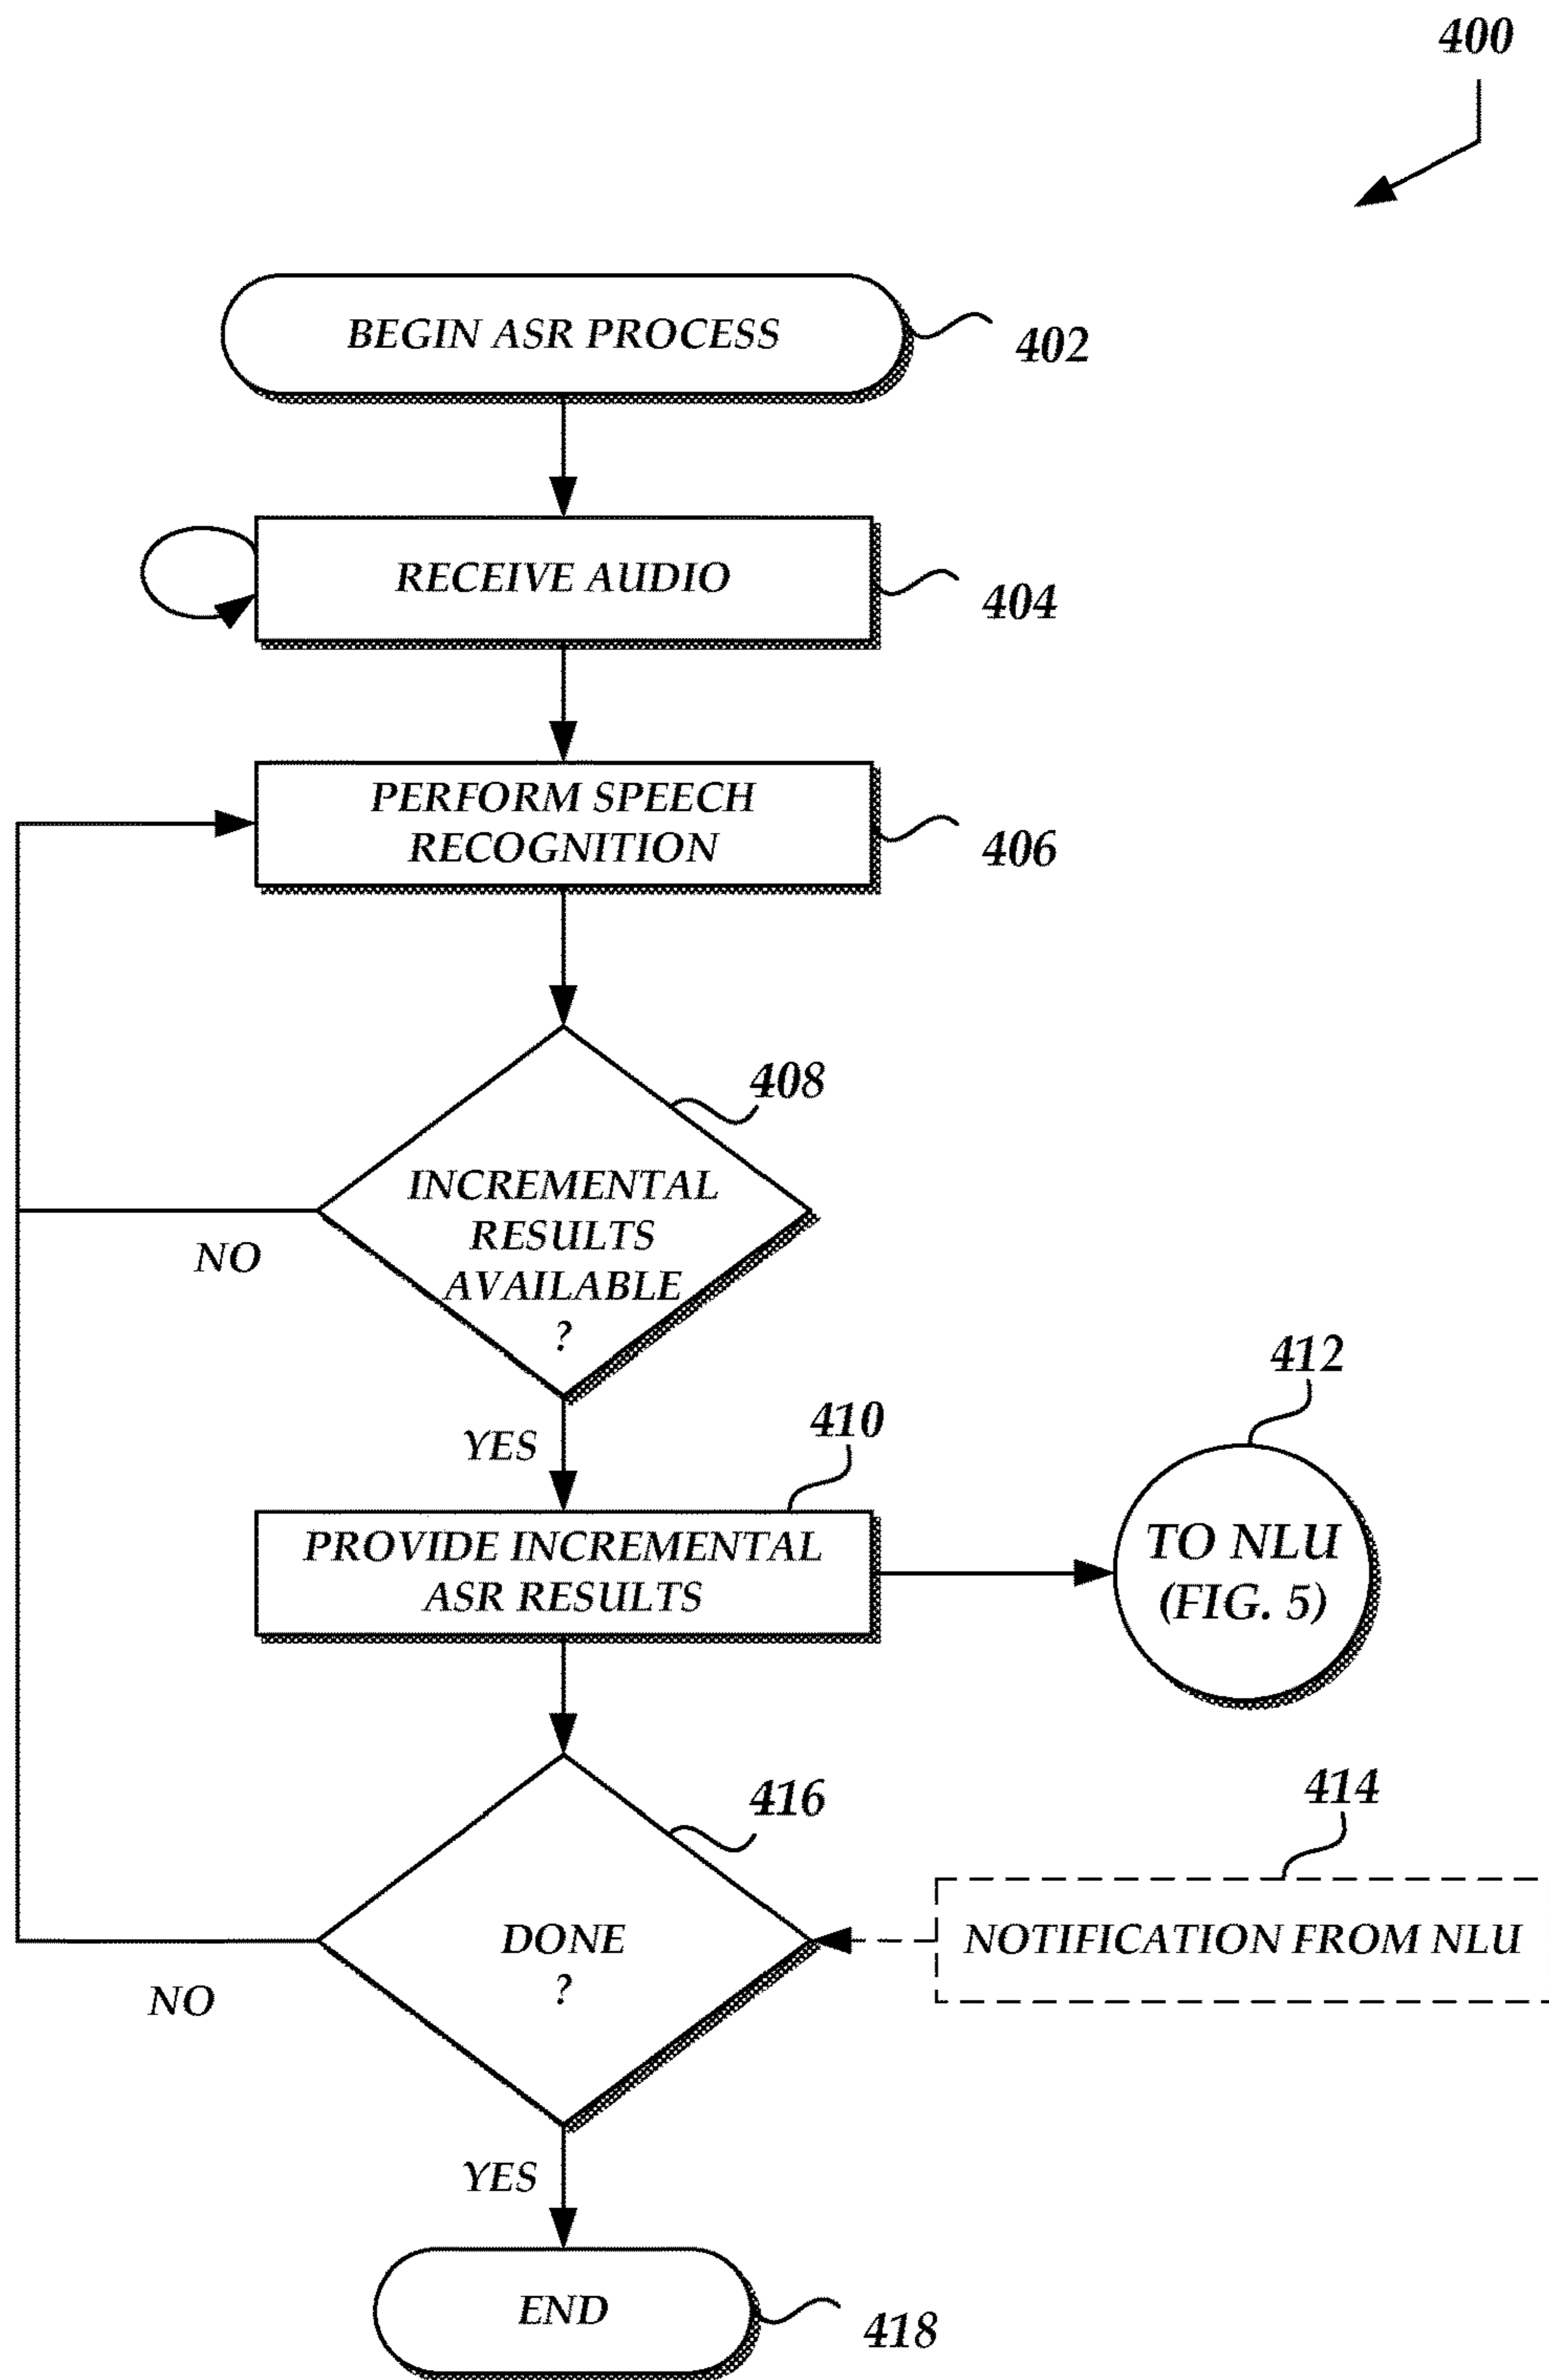 400
BEGIN ASR PROCESS
402
RECEIVE AUDIO
404
PERFORM SPEECH
RECOGNITION
406
408
INCREMENTAL
RESULTS
AVAILABLE
?
NO
YES
410
412
PROVIDE INCREMENTAL
ASR RESULTS
TO NLU
(FIG. 5)
416
414
DONE
?
NOTIFICATION FROM NLU
NO
YES
END
418